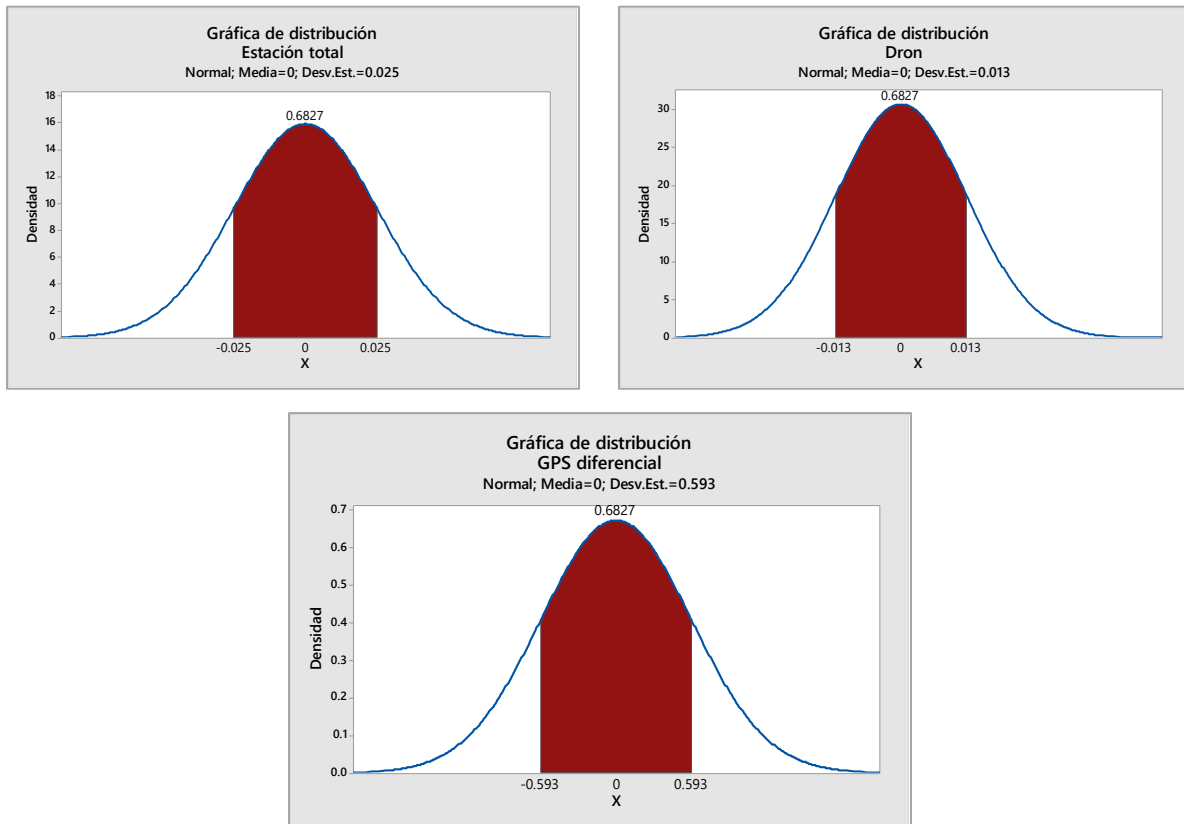 Gráfica de distribución
Estación total
Normal; Media=0; Desv.Est.=0.025
18
16
14
12
10
8
6
4
2
0
Densidad
0.6827
-0.025 0 0.025
X
Gráfica de distribución
Dron
Normal; Media=0; Desv.Est.=0.013
30
25
20
15
10
5
0
Densidad
0.6827
-0.013 0 0.013
X
Gráfica de distribución
GPS diferencial
Normal; Media=0; Desv.Est.=0.593
0.7
0.6
0.5
0.4
0.3
0.2
0.1
0.0
Densidad
0.6827
-0.593 0 0.593
X